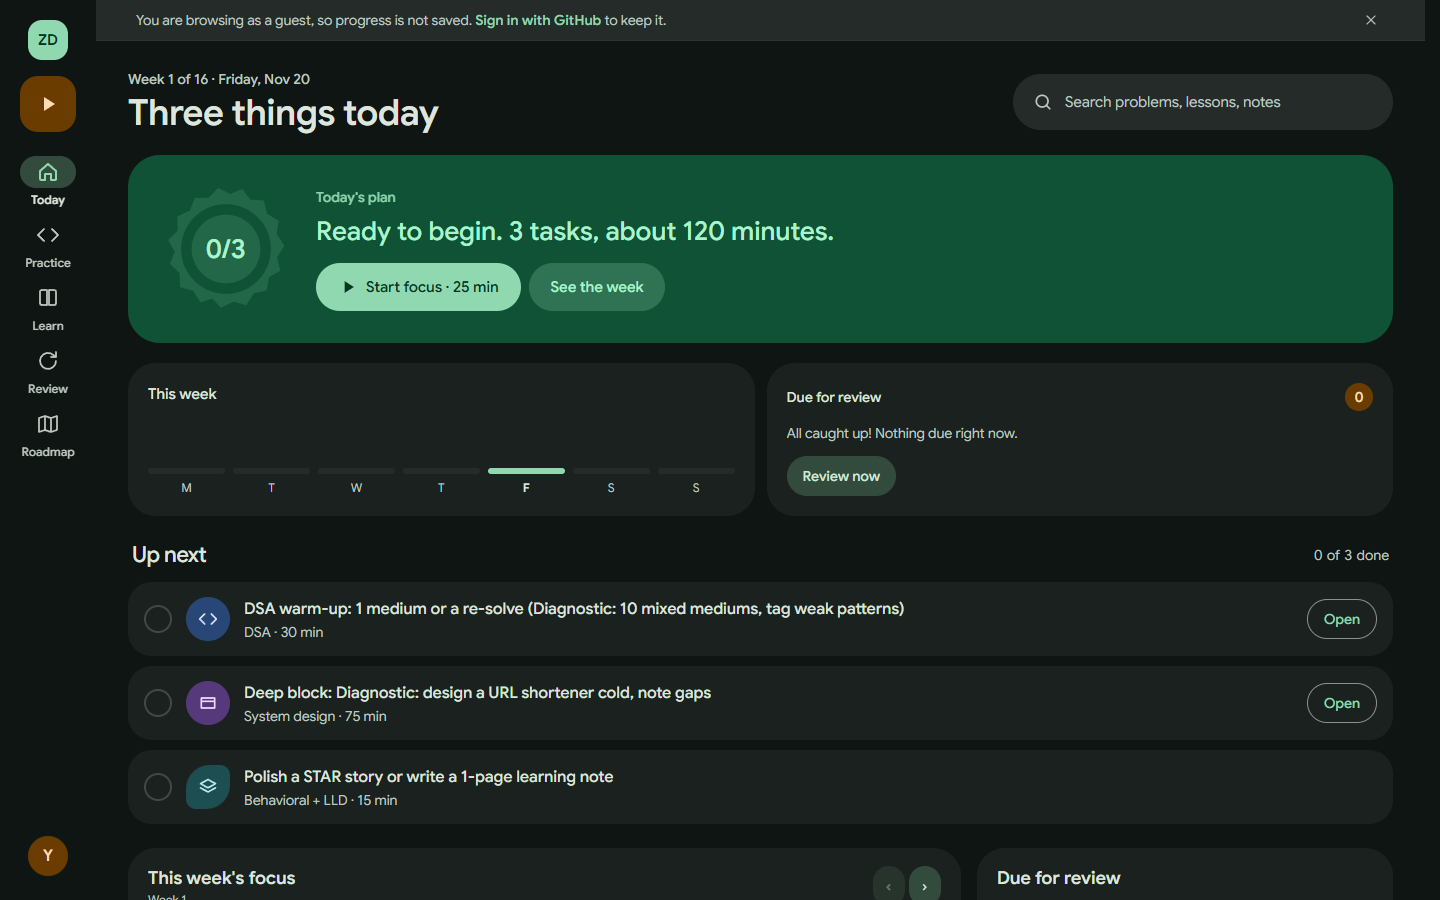 ZD
Today
Practice
Learn
Review
Roadmap
Y
You are browsing as a guest, so progress is not saved. Sign in with GitHub to keep it.
Week 1 of 16 · Friday, Nov 20
Three things today
Search problems, lessons, notes
0/3
Today's plan
Ready to begin. 3 tasks, about 120 minutes.
Start focus · 25 min
See the week
This week
M T W T F S S
Due for review
0
All caught up! Nothing due right now.
Review now
Up next
0 of 3 done
DSA warm-up: 1 medium or a re-solve (Diagnostic: 10 mixed mediums, tag weak patterns)
DSA · 30 min
Open
Deep block: Diagnostic: design a URL shortener cold, note gaps
System design · 75 min
Open
Polish a STAR story or write a 1-page learning note
Behavioral + LLD · 15 min
This week's focus
Week 1
Due for review